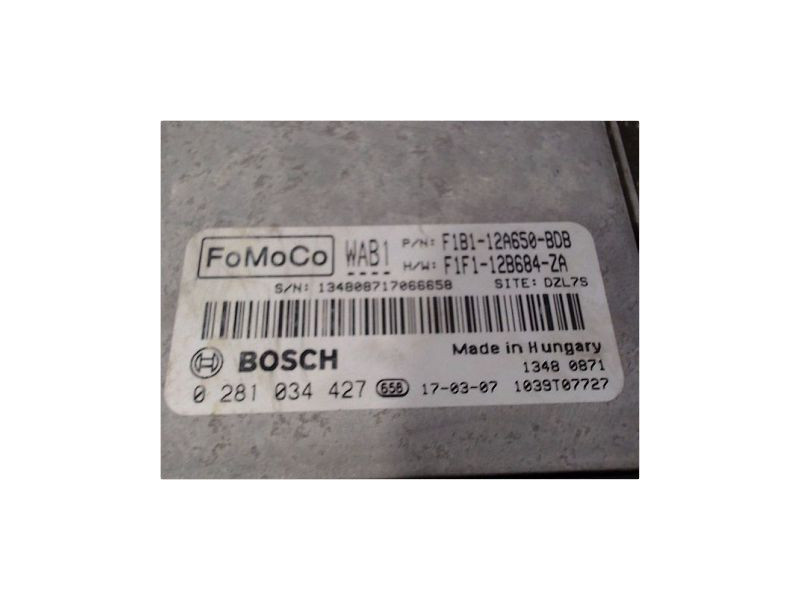 FoMoCo WAB1 P/N: F1B1-12A650-BDB
H/W: F1F1-12B684-ZA
S/N: 134808717066658 SITE: DZL7S
BOSCH Made in Hungary
1348 0871
0 281 034 427 658 17-03-07 1039T07727